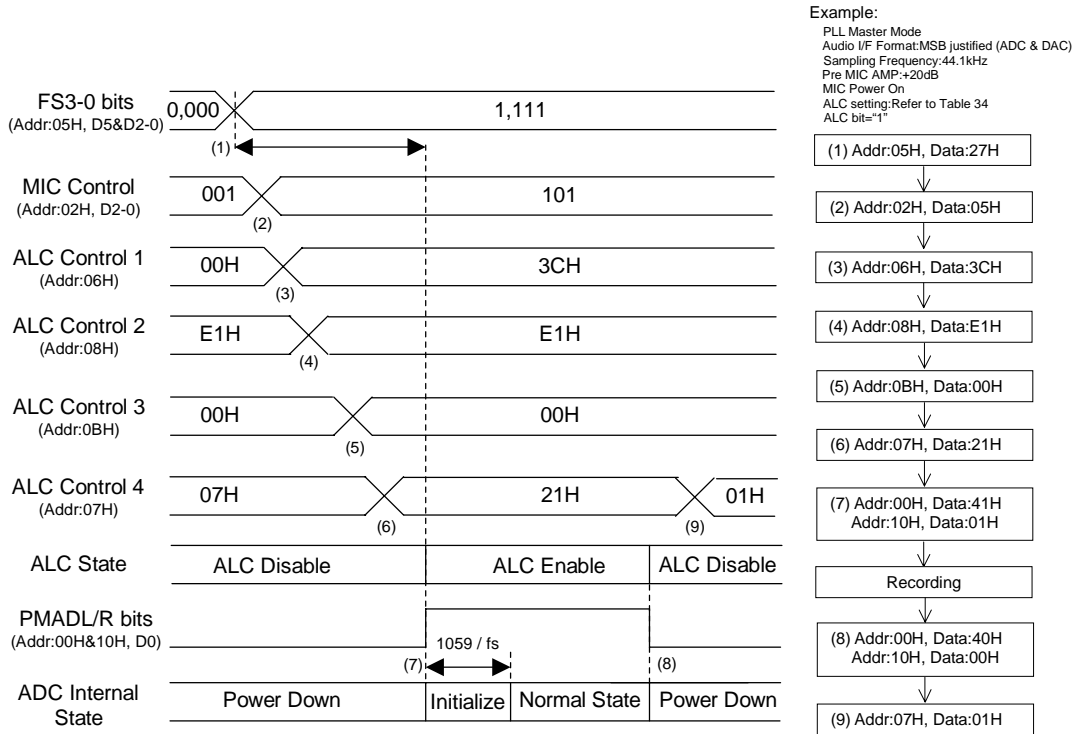 Example:
PLL Master Mode
Audio I/F Format:MSB justified (ADC & DAC)
Sampling Frequency:44.1kHz
Pre MIC AMP:+20dB
MIC Power On
ALC setting:Refer to Table 34
ALC bit="1"
FS3-0 bits
(Addr:05H, D5&D2-0)
0,000
1,111
(1)
MIC Control
(Addr:02H, D2-0)
001
101
(2)
ALC Control 1
(Addr:06H)
00H
3CH
(3)
ALC Control 2
(Addr:08H)
E1H
E1H
(4)
ALC Control 3
(Addr:0BH)
00H
00H
(5)
ALC Control 4
(Addr:07H)
07H
21H
01H
(6)
(9)
ALC State
ALC Disable
ALC Enable
ALC Disable
PMADL/R bits
(Addr:00H&10H, D0)
1059 / fs
(7)
(8)
ADC Internal
State
Power Down
Initialize
Normal State
Power Down
(1) Addr:05H, Data:27H
(2) Addr:02H, Data:05H
(3) Addr:06H, Data:3CH
(4) Addr:08H, Data:E1H
(5) Addr:0BH, Data:00H
(6) Addr:07H, Data:21H
(7) Addr:00H, Data:41H
Addr:10H, Data:01H
Recording
(8) Addr:00H, Data:40H
Addr:10H, Data:00H
(9) Addr:07H, Data:01H